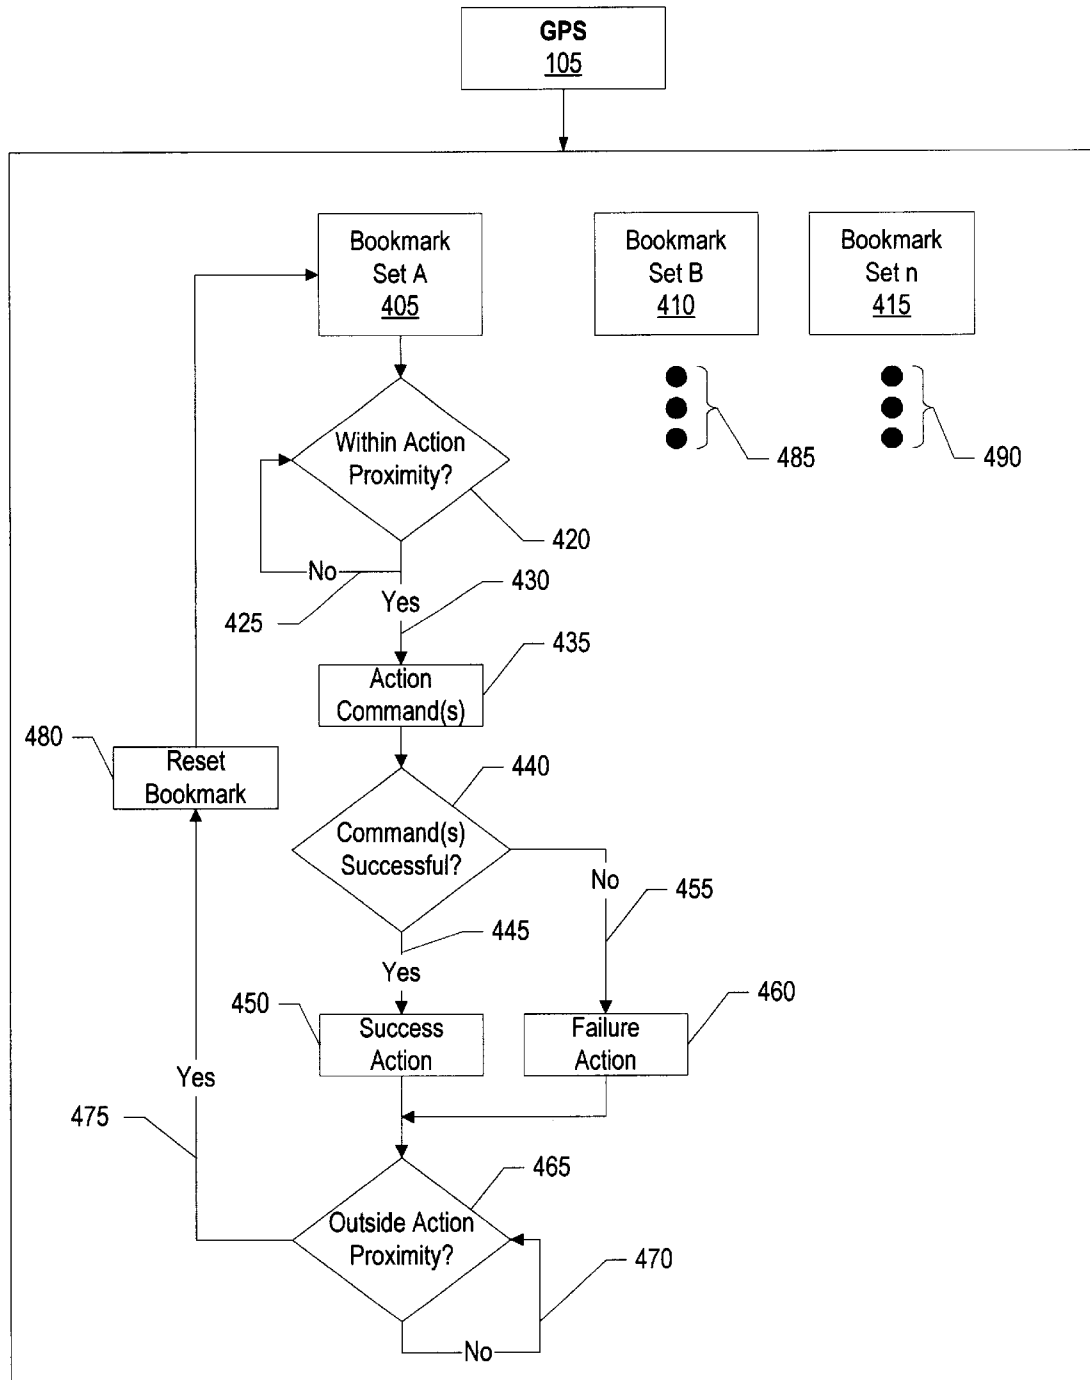 GPS
105
Bookmark
Set A
405
Bookmark
Set B
410
Bookmark
Set n
415
Within Action
Proximity?
485
490
420
No
430
Yes
425
435
Action
Command(s)
480
Reset
Bookmark
440
Command(s)
Successful?
No
455
445
Yes
450
Success
Action
460
Failure
Action
Yes
475
465
Outside Action
Proximity?
470
No